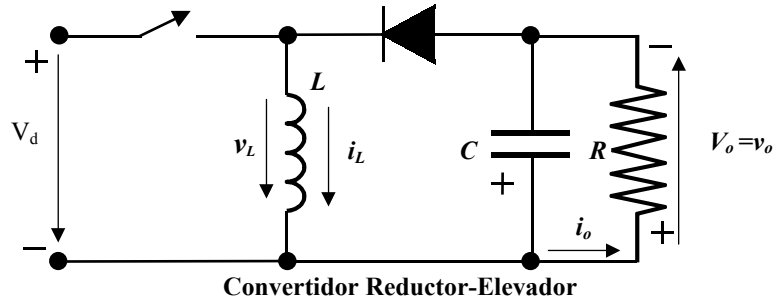 +
−
L
V_d
v_L
i_L
C
+
R
V_o = v_o
−
+
−
i_o
Convertidor Reductor-Elevador